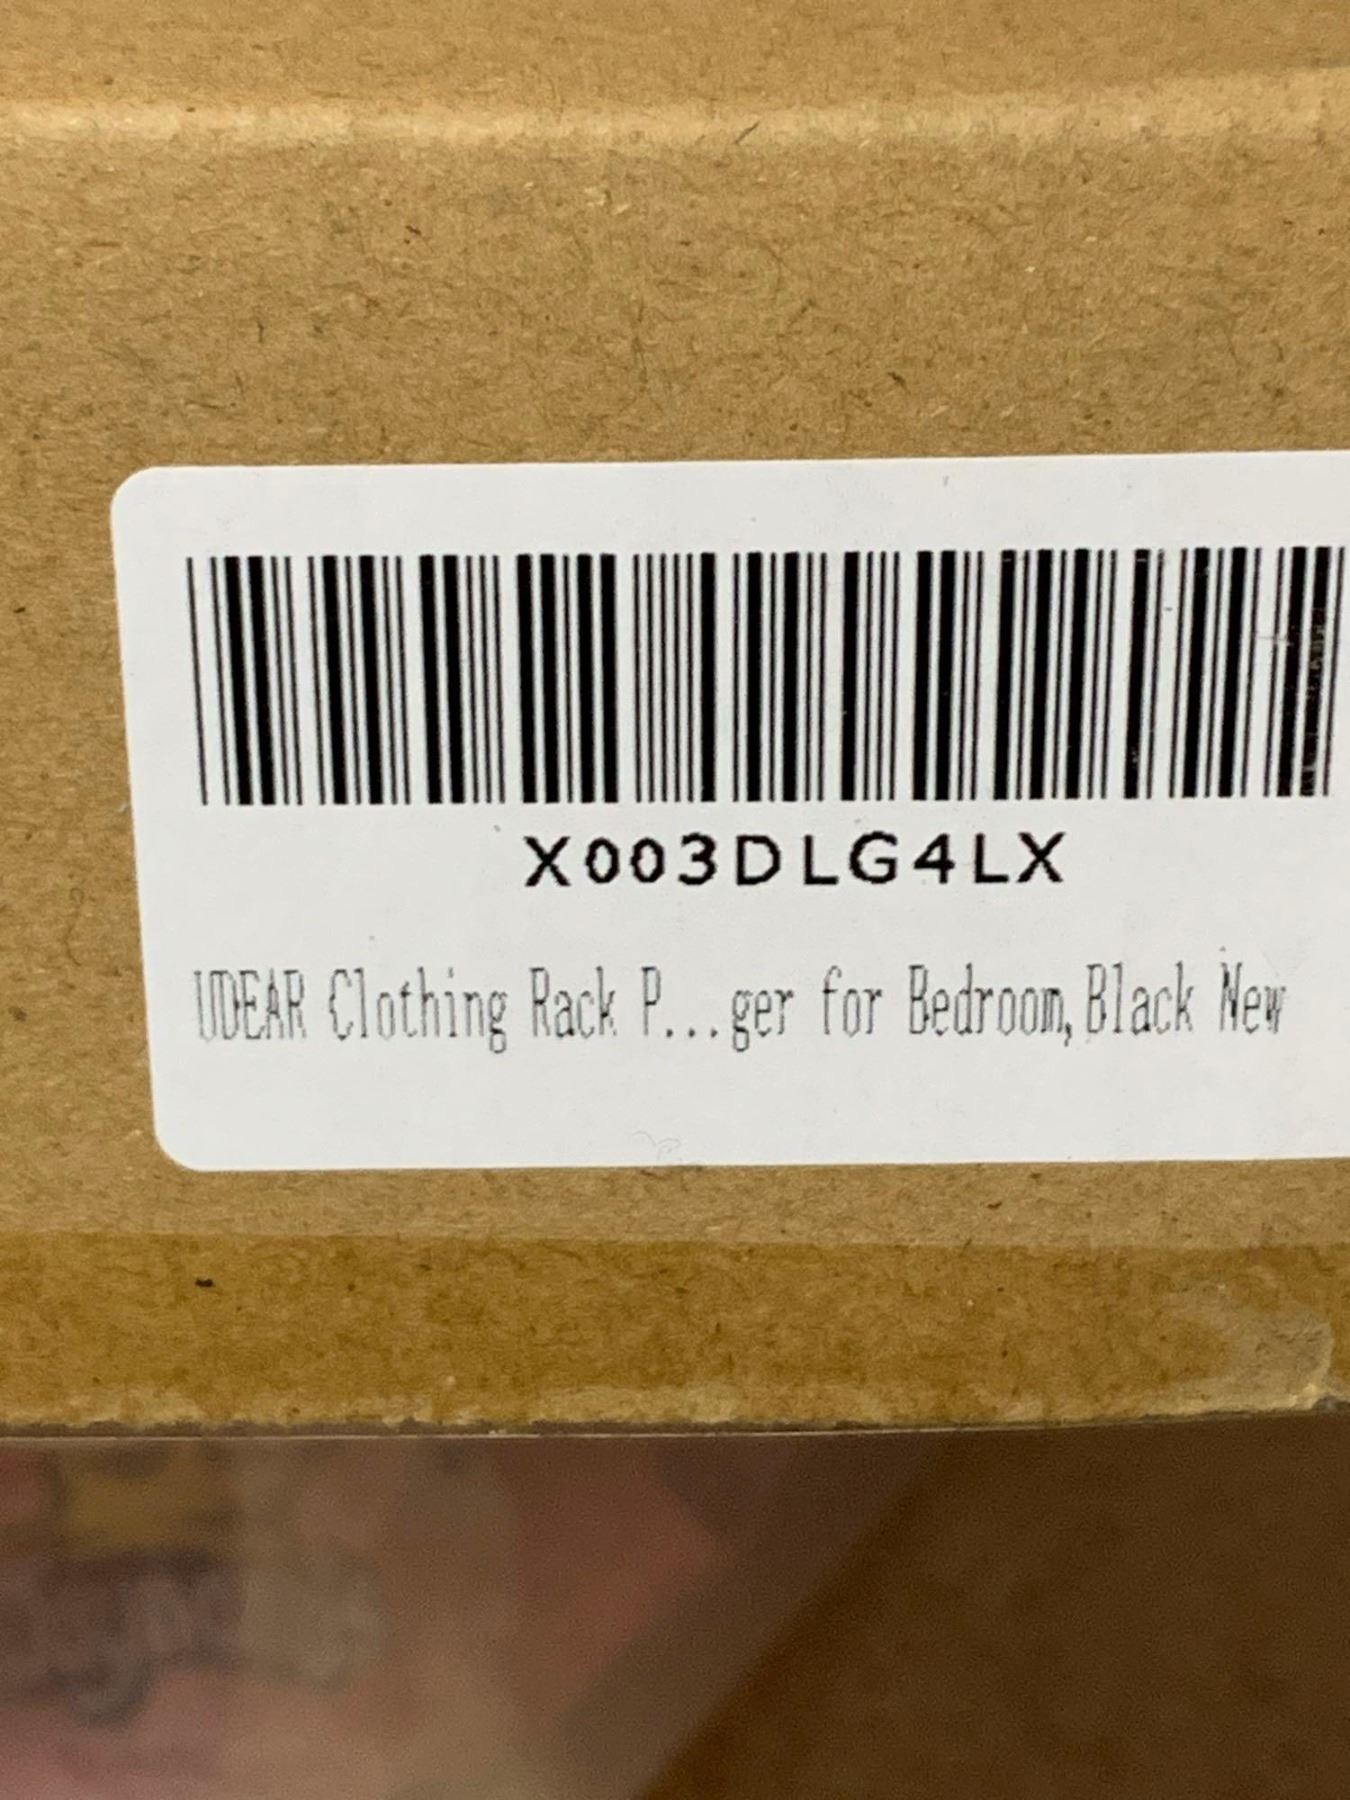 X003DLG4LX
UDEAR Clothing Rack P...ger for Bedroom,Black New